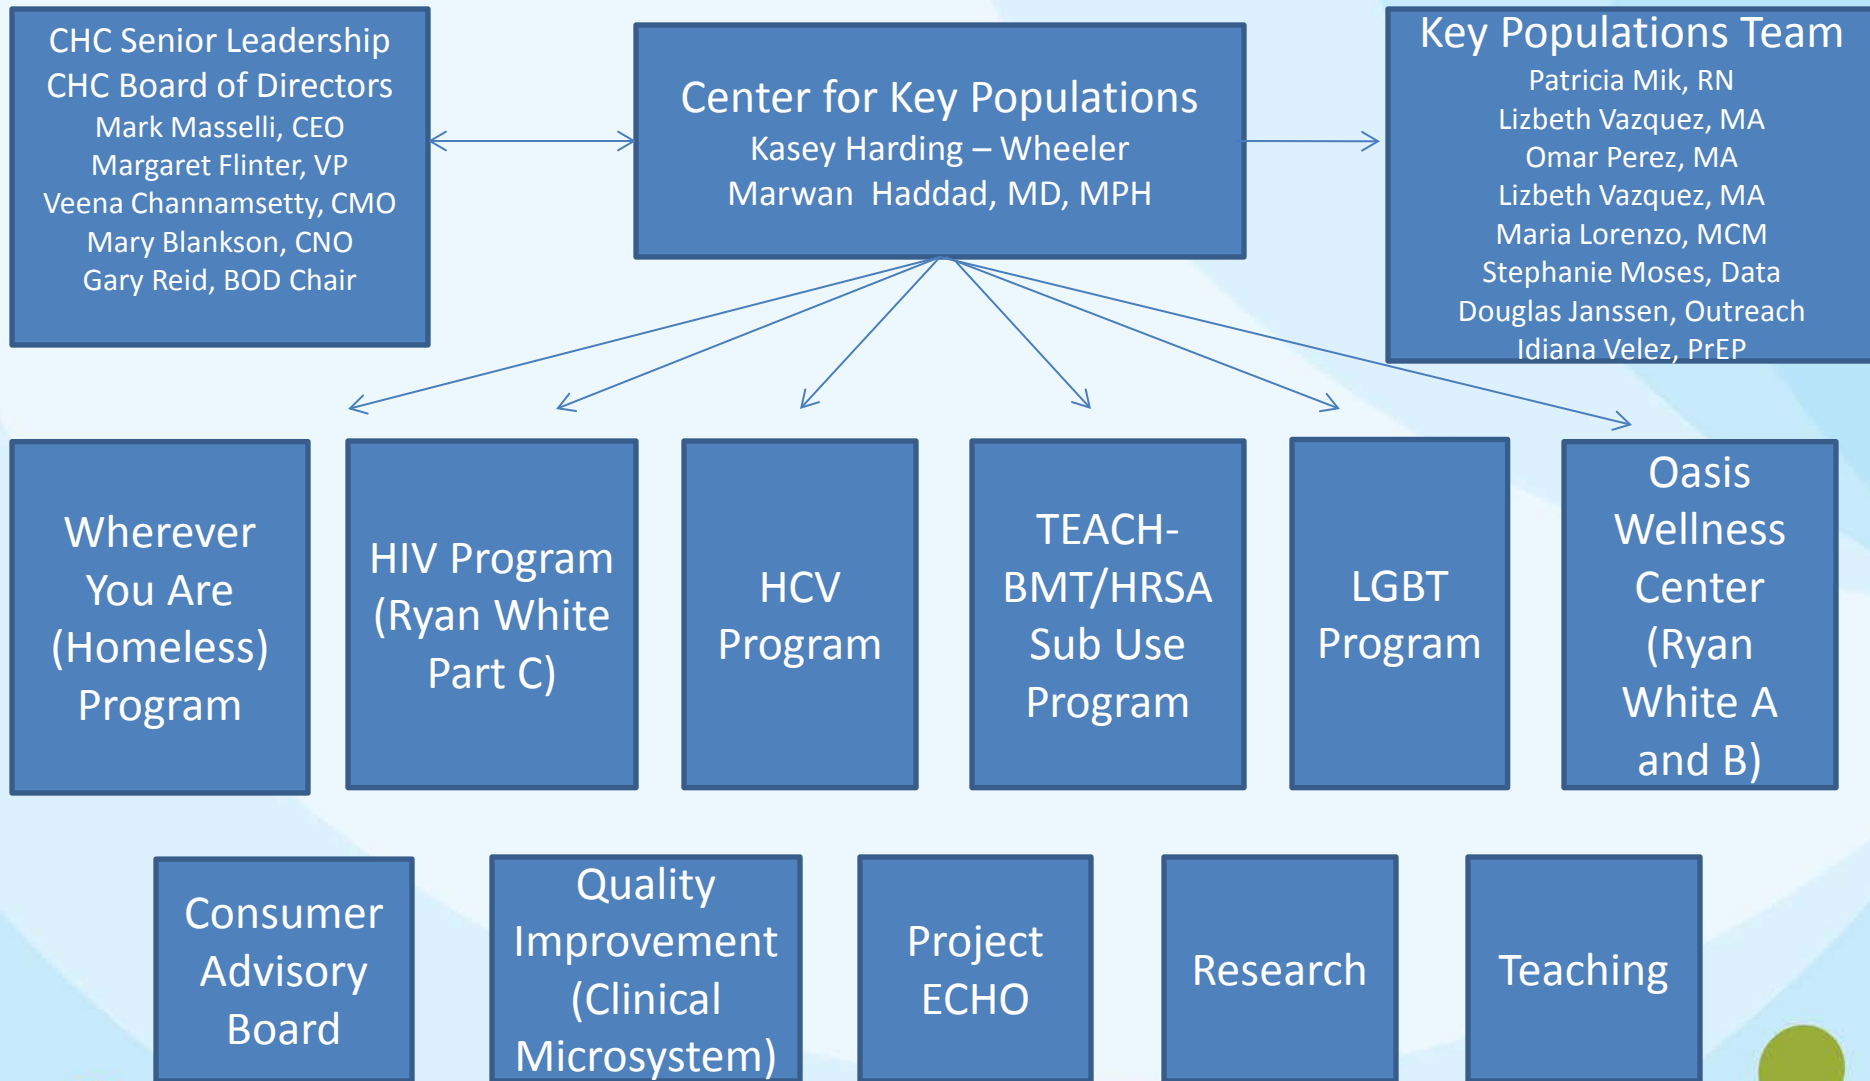 CHC Senior Leadership
CHC Board of Directors
Mark Masselli, CEO
Margaret Flinter, VP
Veena Channamsetty, CMO
Mary Blankson, CNO
Gary Reid, BOD Chair
Center for Key Populations
Kasey Harding – Wheeler
Marwan Haddad, MD, MPH
Key Populations Team
Patricia Mik, RN
Lizbeth Vazquez, MA
Omar Perez, MA
Lizbeth Vazquez, MA
Maria Lorenzo, MCM
Stephanie Moses, Data
Douglas Janssen, Outreach
Idiana Velez, PrEP
Wherever
You Are
(Homeless)
Program
HIV Program
(Ryan White
Part C)
HCV
Program
TEACH-
BMT/HRSA
Sub Use
Program
LGBT
Program
Oasis
Wellness
Center
(Ryan
White A
and B)
Consumer
Advisory
Board
Quality
Improvement
(Clinical
Microsystem)
Project
ECHO
Research
Teaching